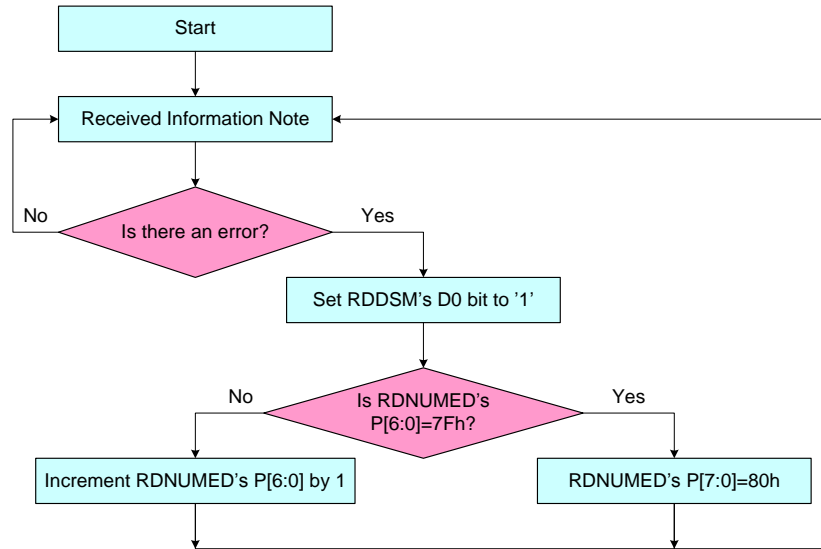 Start
Received Information Note
No
Is there an error?
Yes
Set RDDSM's D0 bit to ’1’
No
Is RDNUMED's
P[6:0]=7Fh?
Yes
Increment RDNUMED's P[6:0] by 1
RDNUMED's P[7:0]=80h